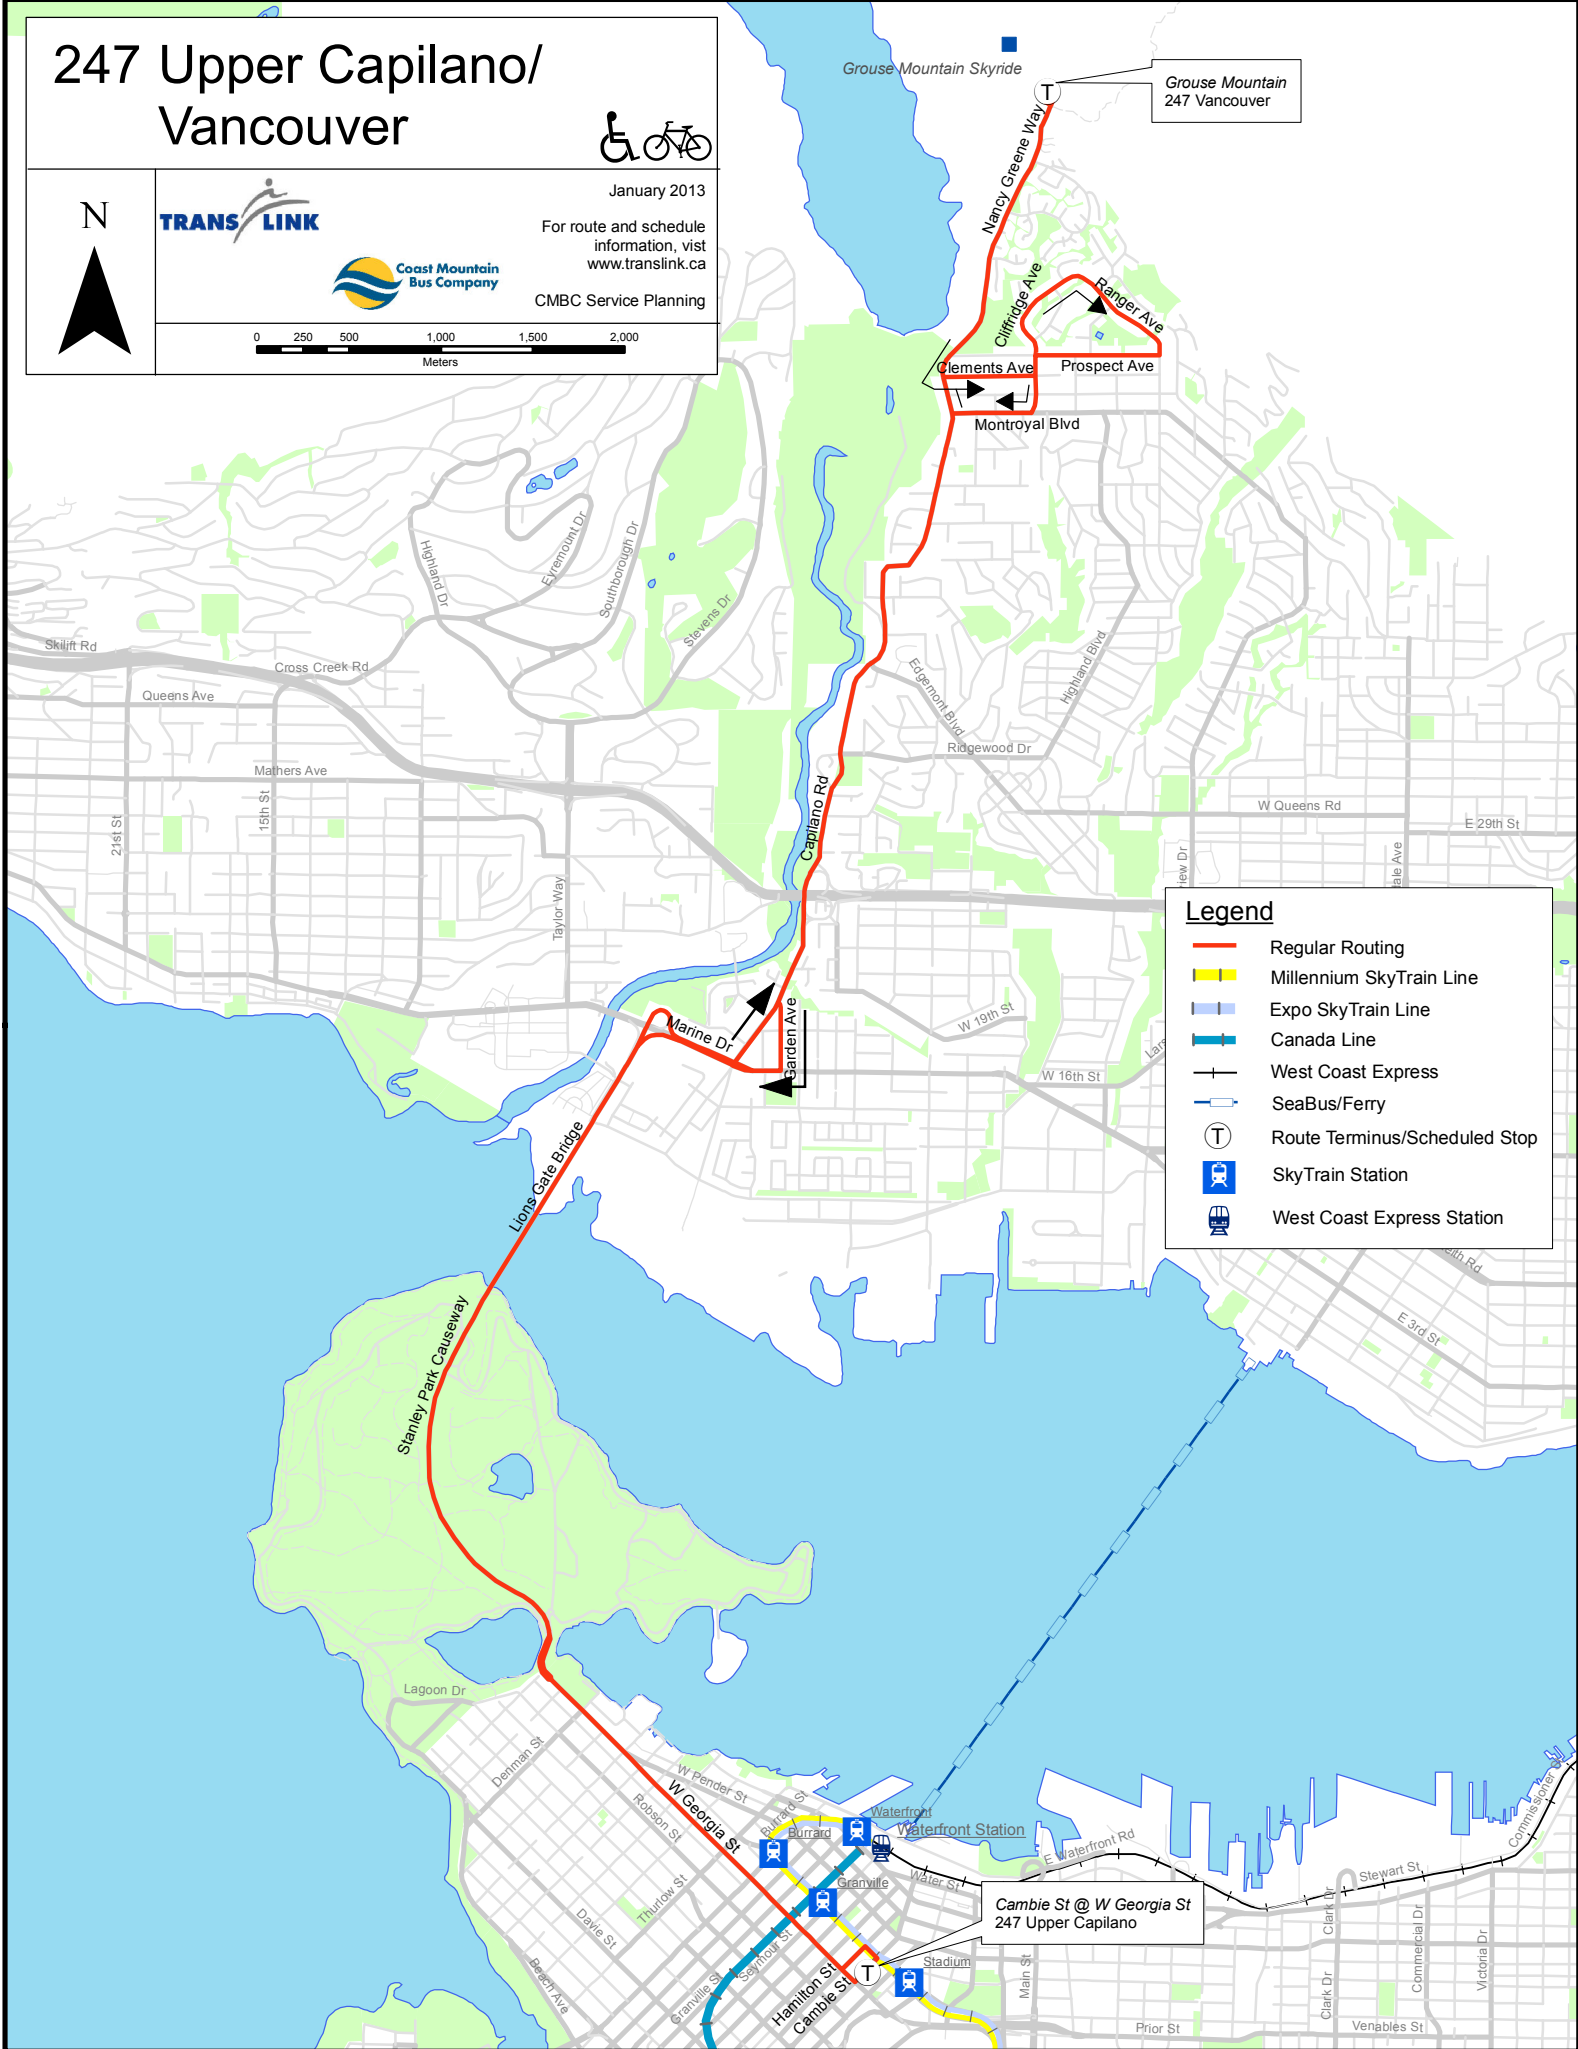 247 Upper Capilano/
Vancouver
N
TRANS LINK
Coast Mountain
Bus Company
January 2013
For route and schedule
information, vist
www.translink.ca
CMBC Service Planning
0 250 500 1,000 1,500 2,000
Meters
Grouse Mountain Skyride
T
Grouse Mountain
247 Vancouver
Nancy Greene Way
Cliffridge Ave
Ranger Ave
Clements Ave
Prospect Ave
Montroyal Blvd
Highland Dr
Eyremount Dr
Southborough Dr
Stevens Dr
Skilift Rd
Cross Creek Rd
Queens Ave
Edgemont Blvd
Highland Blvd
Ridgewood Dr
Mathers Ave
21st St
15th St
Capilano Rd
W Queens Rd
E 29th St
Taylor Way
Marine Dr
Garden Ave
W 19th St
W 16th St
Legend
Regular Routing
Millennium SkyTrain Line
Expo SkyTrain Line
Canada Line
West Coast Express
SeaBus/Ferry
T
Route Terminus/Scheduled Stop
SkyTrain Station
West Coast Express Station
Lions Gate Bridge
E 3rd St
Stanley Park Causeway
Lagoon Dr
Denman St
W Pender St
Robson St
W Georgia St
Burrard St
Burrard
Waterfront
Waterfront Station
E Waterfront Rd
Commissioner St
Stewart St
Granville
Water St
Thurlow St
Davie St
Cambie St @ W Georgia St
247 Upper Capilano
Seymour St
Granville St
Beach Ave
Hamilton St
Cambie St
T
Stadium
Main St
Clark Dr
Clark Dr
Commercial Dr
Victoria Dr
Prior St
Venables St